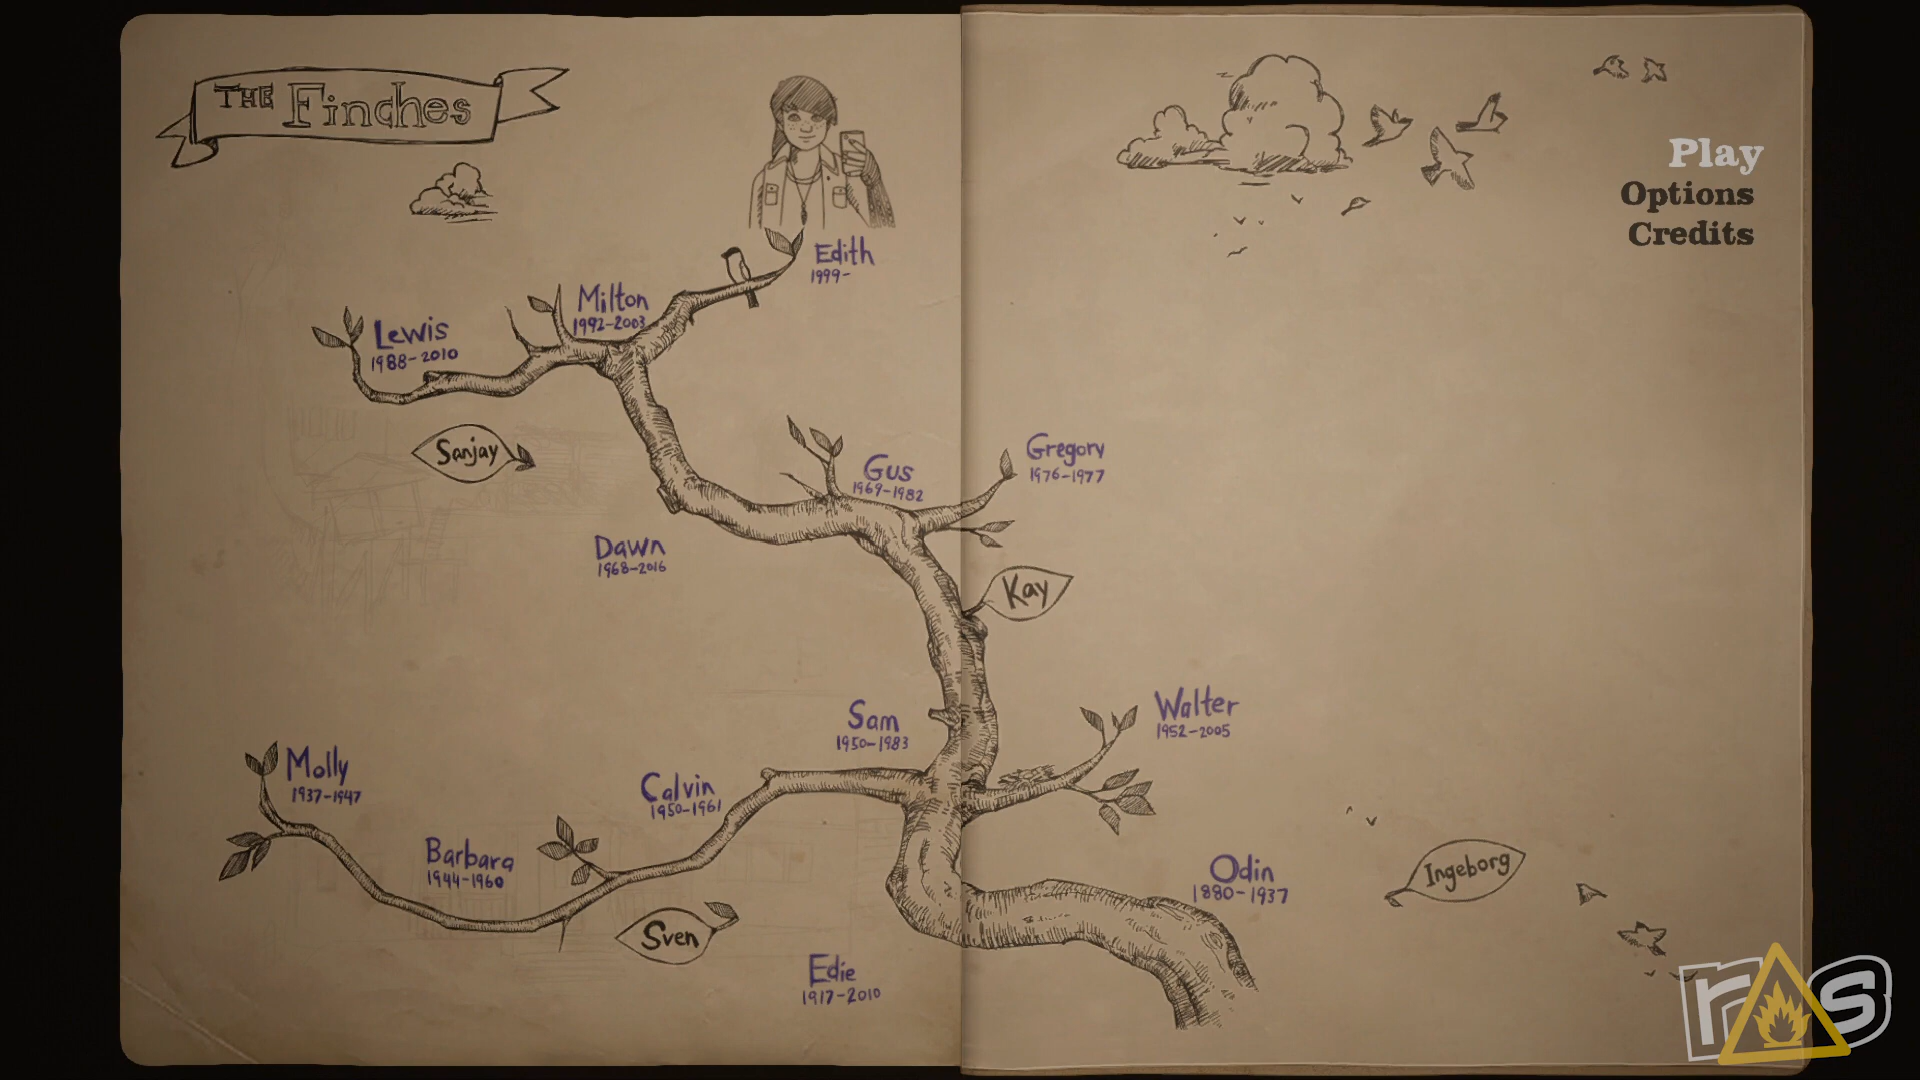 THE Finches
Play
Options
Credits
Edith
1999-
Milton
1992-2003
Lewis
1988-2010
Sanjay
Gus
1969-1982
Gregory
1976-1977
Dawn
1968-2016
Kay
Sam
1950-1983
Walter
1952-2005
Molly
1937-1947
Calvin
1950-1961
Barbara
1944-1960
Odin
1880-1937
Ingeborg
Sven
Edie
1917-2010